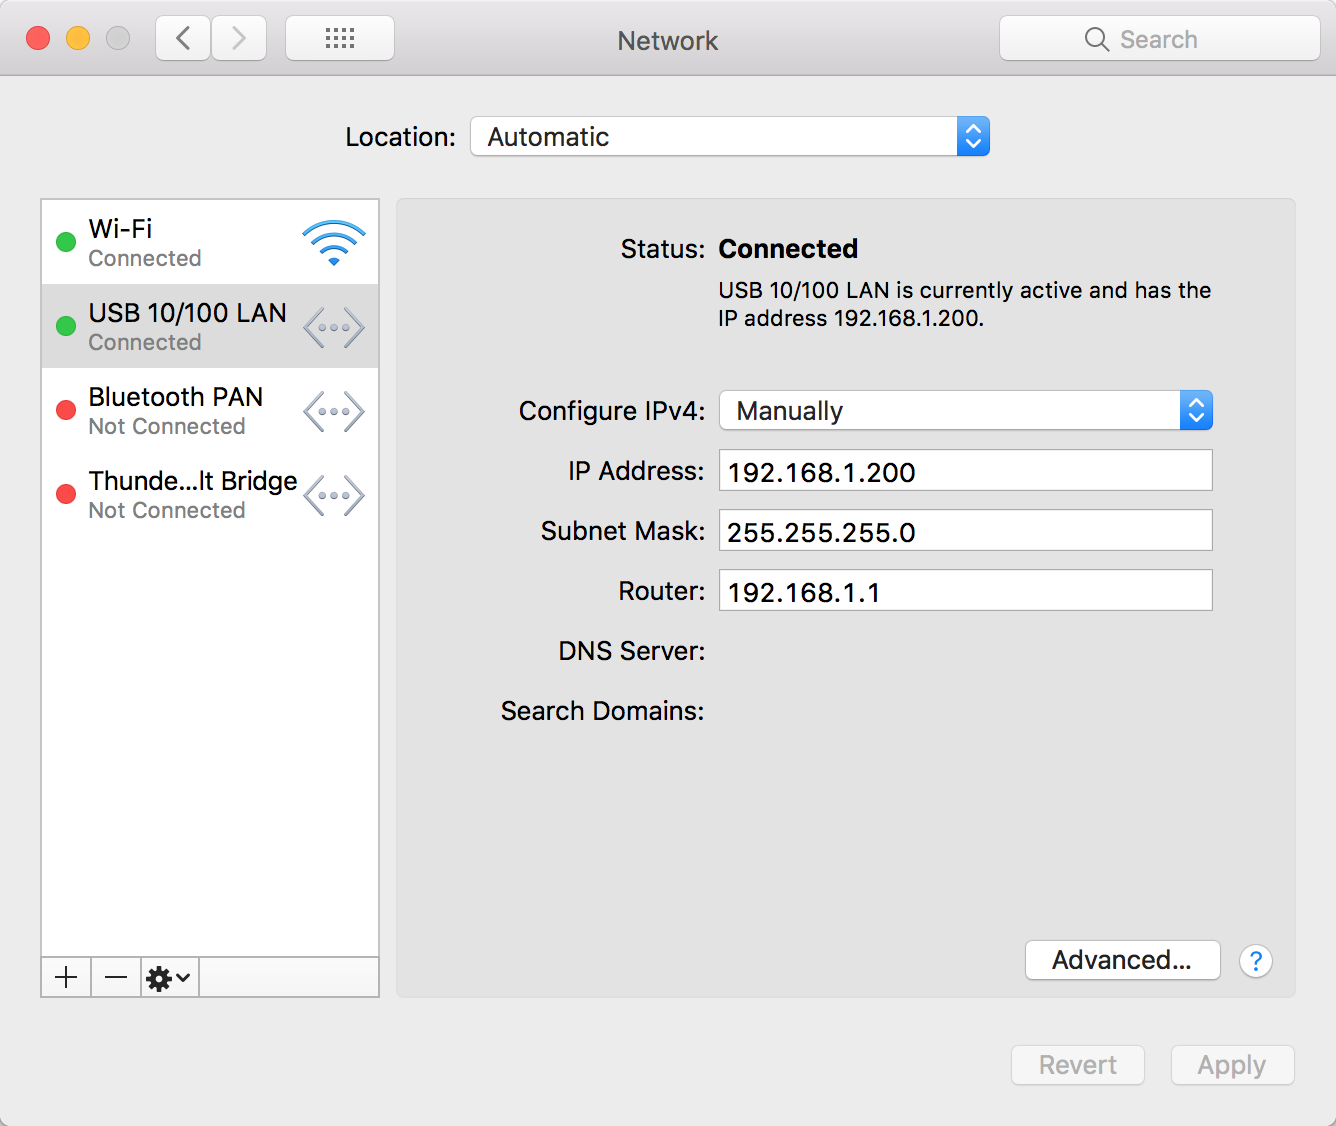 Network
Search
Location: Automatic
Wi-Fi
Connected
USB 10/100 LAN
Connected
Bluetooth PAN
Not Connected
Thunde...lt Bridge
Not Connected
Status: Connected
USB 10/100 LAN is currently active and has the
IP address 192.168.1.200.
Configure IPv4: Manually
IP Address: 192.168.1.200
Subnet Mask: 255.255.255.0
Router: 192.168.1.1
DNS Server:
Search Domains:
Advanced...
?
Revert
Apply